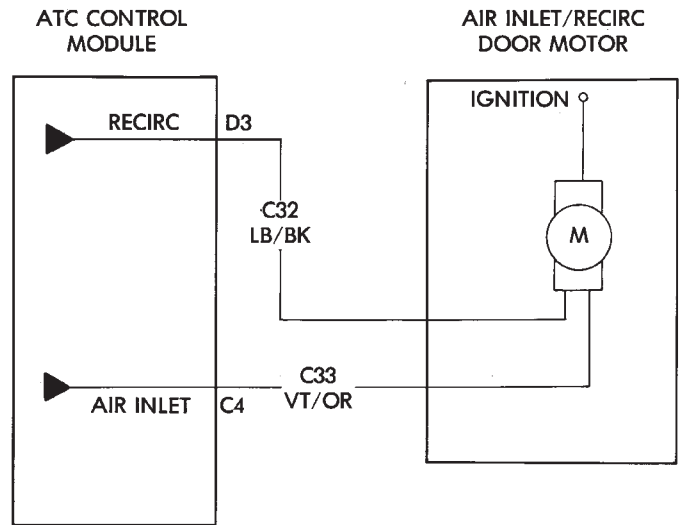 ATC CONTROL
MODULE
AIR INLET/RECIRC
DOOR MOTOR
IGNITION
RECIRC
D3
C32
LB/BK
M
C33
VT/OR
AIR INLET
C4